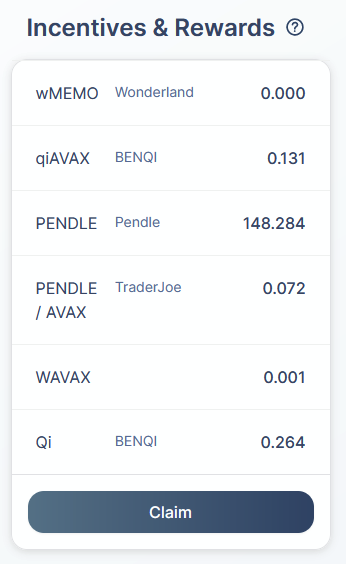 Incentives & Rewards ?
wMEMO Wonderland 0.000
qiAVAX BENQI 0.131
PENDLE Pendle 148.284
PENDLE TraderJoe 0.072
/ AVAX
WAVAX 0.001
Qi BENQI 0.264
Claim